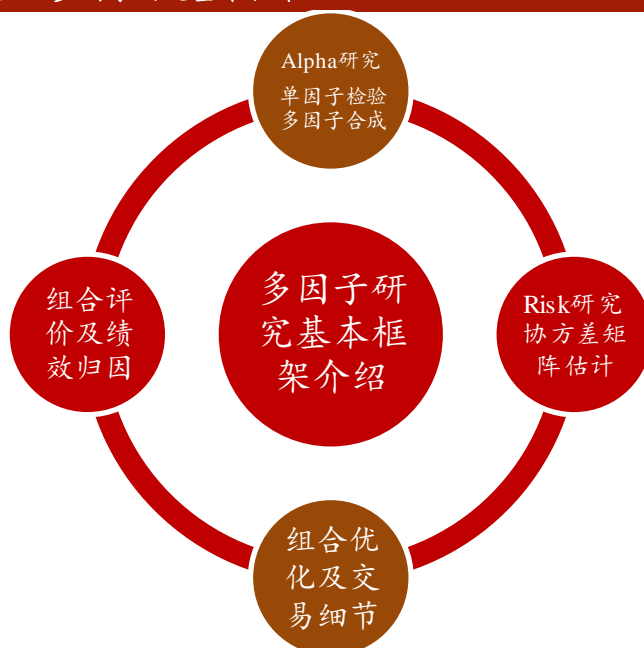 Alpha研究
单因子检验
多因子合成
多因子研
究基本框
架介绍
组合评
价及绩
效归因
Risk研究
协方差矩
阵估计
组合优
化及交
易细节